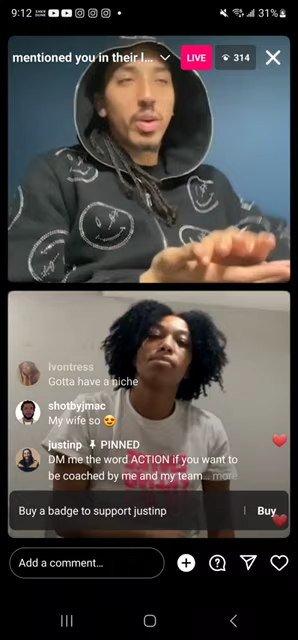 9:12
31%
mentioned you in their l...
LIVE
314
lvontress
Gotta have a niche
shotbyjmac
My wife so 😍
justinp PINNED
DM me the word ACTION if you want to
be coached by me and my team... more
Buy a badge to support justinp
Buy
Add a comment...